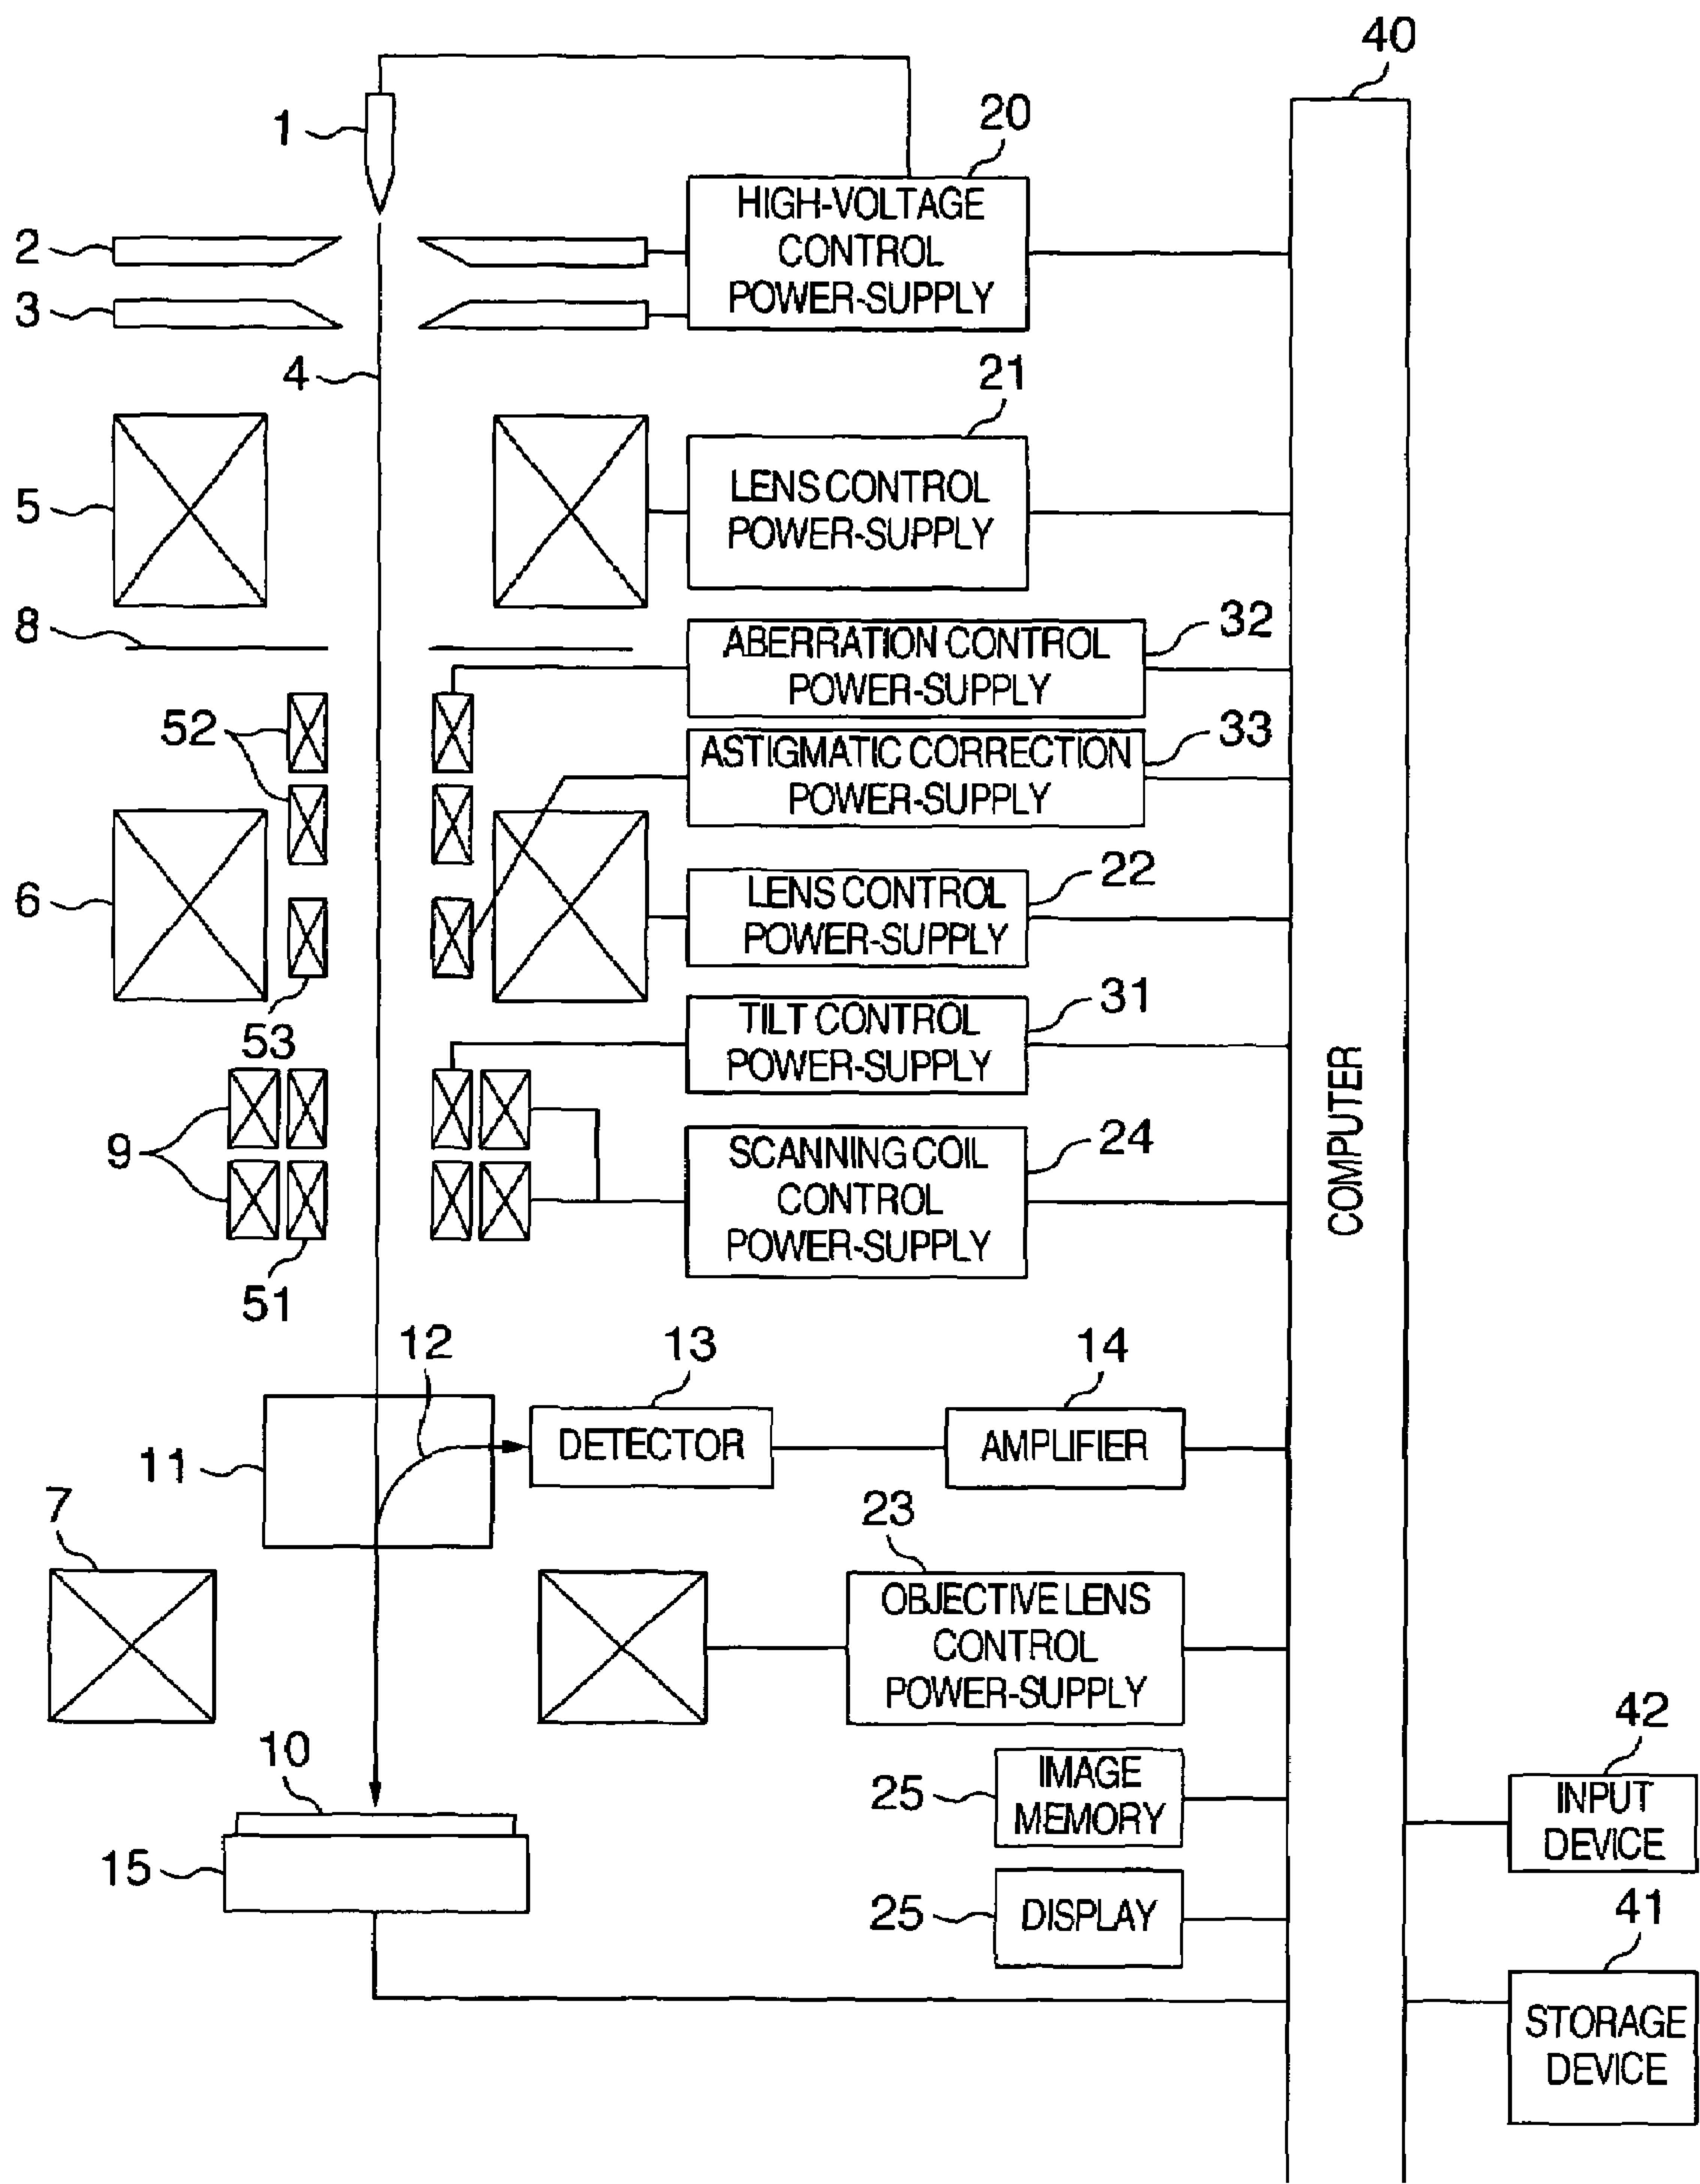 40
1
20
HIGH-VOLTAGE
CONTROL
POWER-SUPPLY
2
3
4
21
LENS CONTROL
POWER-SUPPLY
5
8
32
ABERRATION CONTROL
POWER-SUPPLY
52
33
ASTIGMATIC CORRECTION
POWER-SUPPLY
6
22
LENS CONTROL
POWER-SUPPLY
53
31
TILT CONTROL
POWER-SUPPLY
COMPUTER
9
24
SCANNING COIL
CONTROL
POWER-SUPPLY
51
12
13
14
DETECTOR
AMPLIFIER
11
7
23
OBJECTIVE LENS
CONTROL
POWER-SUPPLY
10
25
IMAGE
MEMORY
42
INPUT
DEVICE
15
25
DISPLAY
41
STORAGE
DEVICE